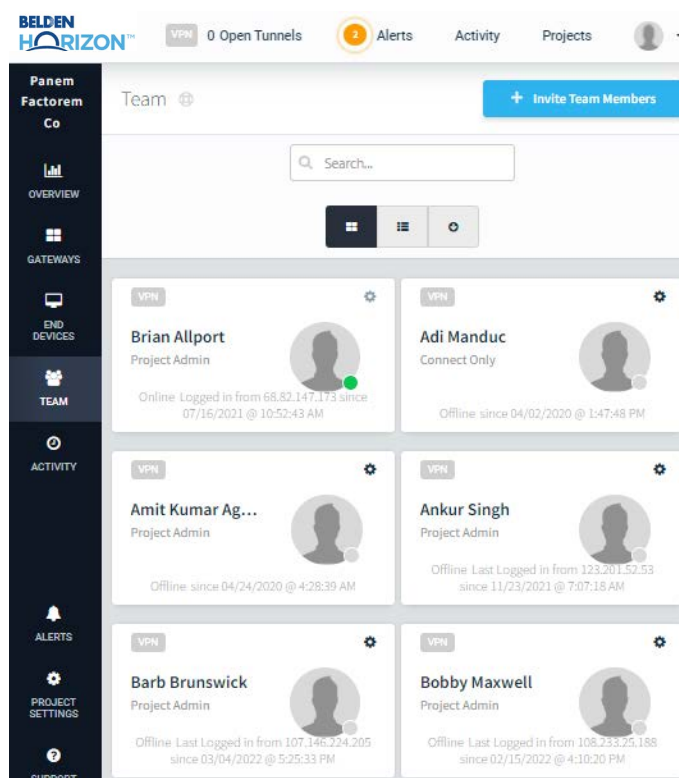 BELDEN
HORIZON™
VPN 0 Open Tunnels 2 Alerts Activity Projects
Panem
Factorem
Co
Team
+ Invite Team Members
Search...
OVERVIEW
GATEWAYS
END
DEVICES
TEAM
ACTIVITY
ALERTS
PROJECT
SETTINGS
SUPPORT
VPN
Brian Allport
Project Admin
Online Logged in from 68.82.147.173 since
07/16/2021 @ 10:52:43 AM
VPN
Adi Manduc
Connect Only
Offline since 04/02/2020 @ 1:47:48 PM
VPN
Amit Kumar Ag...
Project Admin
Offline since 04/24/2020 @ 4:28:39 AM
VPN
Ankur Singh
Project Admin
Offline Last Logged in from 123.201.52.53
since 11/23/2021 @ 7:07:18 AM
VPN
Barb Brunswick
Project Admin
Offline Last Logged in from 107.146.224.205
since 03/04/2022 @ 5:25:33 PM
VPN
Bobby Maxwell
Project Admin
Offline Last Logged in from 108.233.25.188
since 02/15/2022 @ 4:10:20 PM